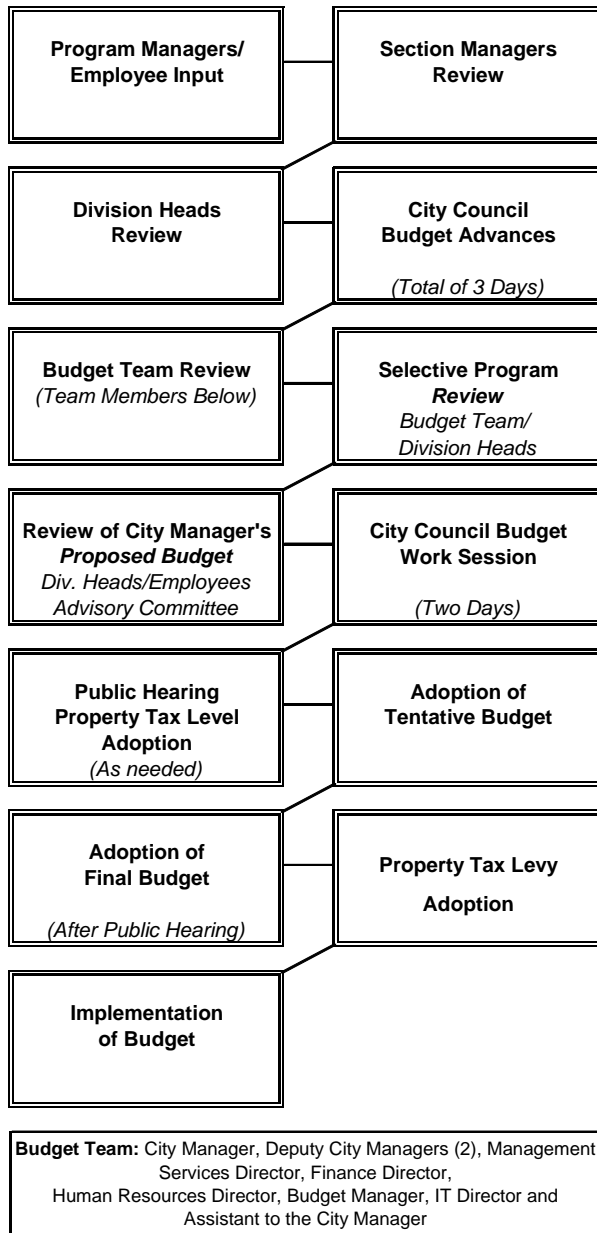 Program Managers/
Employee Input
Section Managers
Review
Division Heads
Review
City Council
Budget Advances
(Total of 3 Days)
Budget Team Review
(Team Members Below)
Selective Program
Review
Budget Team/
Division Heads
Review of City Manager's
Proposed Budget
Div. Heads/Employees
Advisory Committee
City Council Budget
Work Session
(Two Days)
Public Hearing
Property Tax Level
Adoption
(As needed)
Adoption of
Tentative Budget
Adoption of
Final Budget
(After Public Hearing)
Property Tax Levy
Adoption
Implementation
of Budget
Budget Team: City Manager, Deputy City Managers (2), Management
Services Director, Finance Director,
Human Resources Director, Budget Manager, IT Director and
Assistant to the City Manager